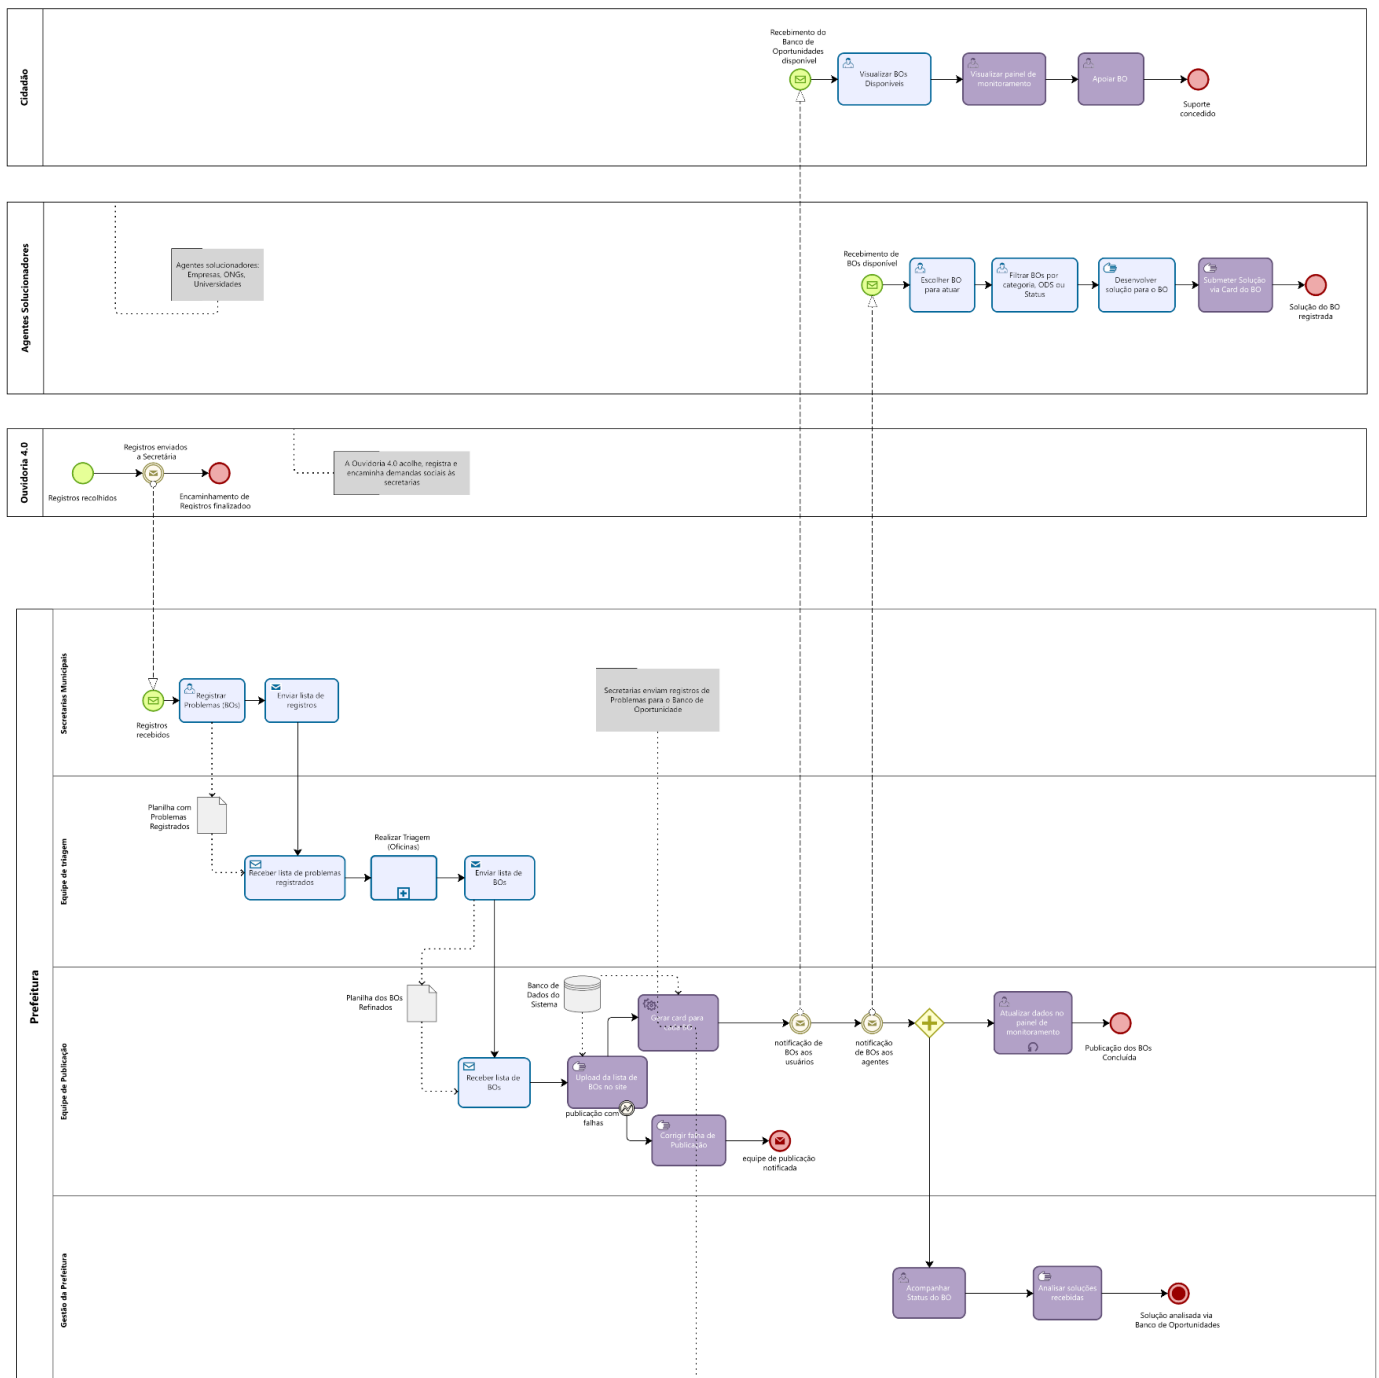 Cidadão
Recebimento do
Banco de
Oportunidades
disponível
Visualizar BOs
Disponíveis
Visualizar painel de
monitoramento
Apoiar BO
Suporte
concedido
Agentes Solucionadores
Agentes solucionadores:
Empresas, ONGs,
Universidades
Recebimento de
BOs disponível
Escolher BO
para atuar
Filtrar BOs por
categoria, ODS ou
Status
Desenvolver
solução para o BO
Submeter Solução
via Card do BO
Solução do BO
registrada
Ouvidoria 4.0
Registros recolhidos
Registros enviados
a Secretária
Encaminhamento de
Registros finalizadoo
A Ouvidoria 4.0 acolhe, registra e
encaminha demandas sociais às
secretarias
Prefeitura
Secretarias Municipais
Registros
recebidos
Registrar
Problemas (BOs)
Enviar lista de
registros
Secretarias enviam registros de
Problemas para o Banco de
Oportunidade
Equipe de triagem
Planilha com
Problemas
Registrados
Receber lista de problemas
registrados
Realizar Triagem
(Oficinas)
Enviar lista de
BOs
Equipe de Publicação
Planilha dos BOs
Refinados
Receber lista de
BOs
Banco de
Dados do
Sistema
Upload da lista de
BOs no site
publicação com
falhas
Gerar card para
Corrigir falha de
Publicação
equipe de publicação
notificada
notificação de
BOs aos
usuários
notificação
de BOs aos
agentes
Atualizar dados no
painel de
monitoramento
Publicação dos BOs
Concluída
Gestão da Prefeitura
Acompanhar
Status do BO
Analisar soluções
recebidas
Solução analisada via
Banco de Oportunidades